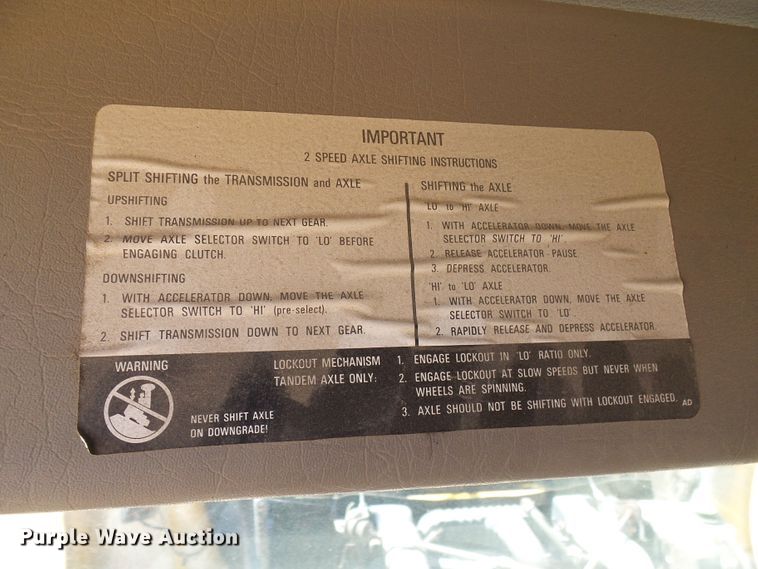 IMPORTANT
2 SPEED AXLE SHIFTING INSTRUCTIONS
SPLIT SHIFTING the TRANSMISSION and AXLE
UPSHIFTING
1. SHIFT TRANSMISSION UP TO NEXT GEAR.
2. MOVE AXLE SELECTOR SWITCH TO 'LO' BEFORE
ENGAGING CLUTCH.
DOWNSHIFTING
1. WITH ACCELERATOR DOWN, MOVE THE AXLE
SELECTOR SWITCH TO 'HI' (pre-select).
2. SHIFT TRANSMISSION DOWN TO NEXT GEAR.
SHIFTING the AXLE
'LO' to 'HI' AXLE
1. WITH ACCELERATOR DOWN, MOVE THE AXLE
SELECTOR SWITCH TO 'HI'.
2. RELEASE ACCELERATOR - PAUSE
3. DEPRESS ACCELERATOR.
'HI' to 'LO' AXLE
1. WITH ACCELERATOR DOWN, MOVE THE AXLE
SELECTOR SWITCH TO 'LO'
2. RAPIDLY RELEASE AND DEPRESS ACCELERATOR.
WARNING
NEVER SHIFT AXLE
ON DOWNGRADE!
LOCKOUT MECHANISM
TANDEM AXLE ONLY:
1. ENGAGE LOCKOUT IN 'LO' RATIO ONLY.
2. ENGAGE LOCKOUT AT SLOW SPEEDS BUT NEVER WHEN
WHEELS ARE SPINNING.
3. AXLE SHOULD NOT BE SHIFTING WITH LOCKOUT ENGAGED.
AD
Purple Wave Auction